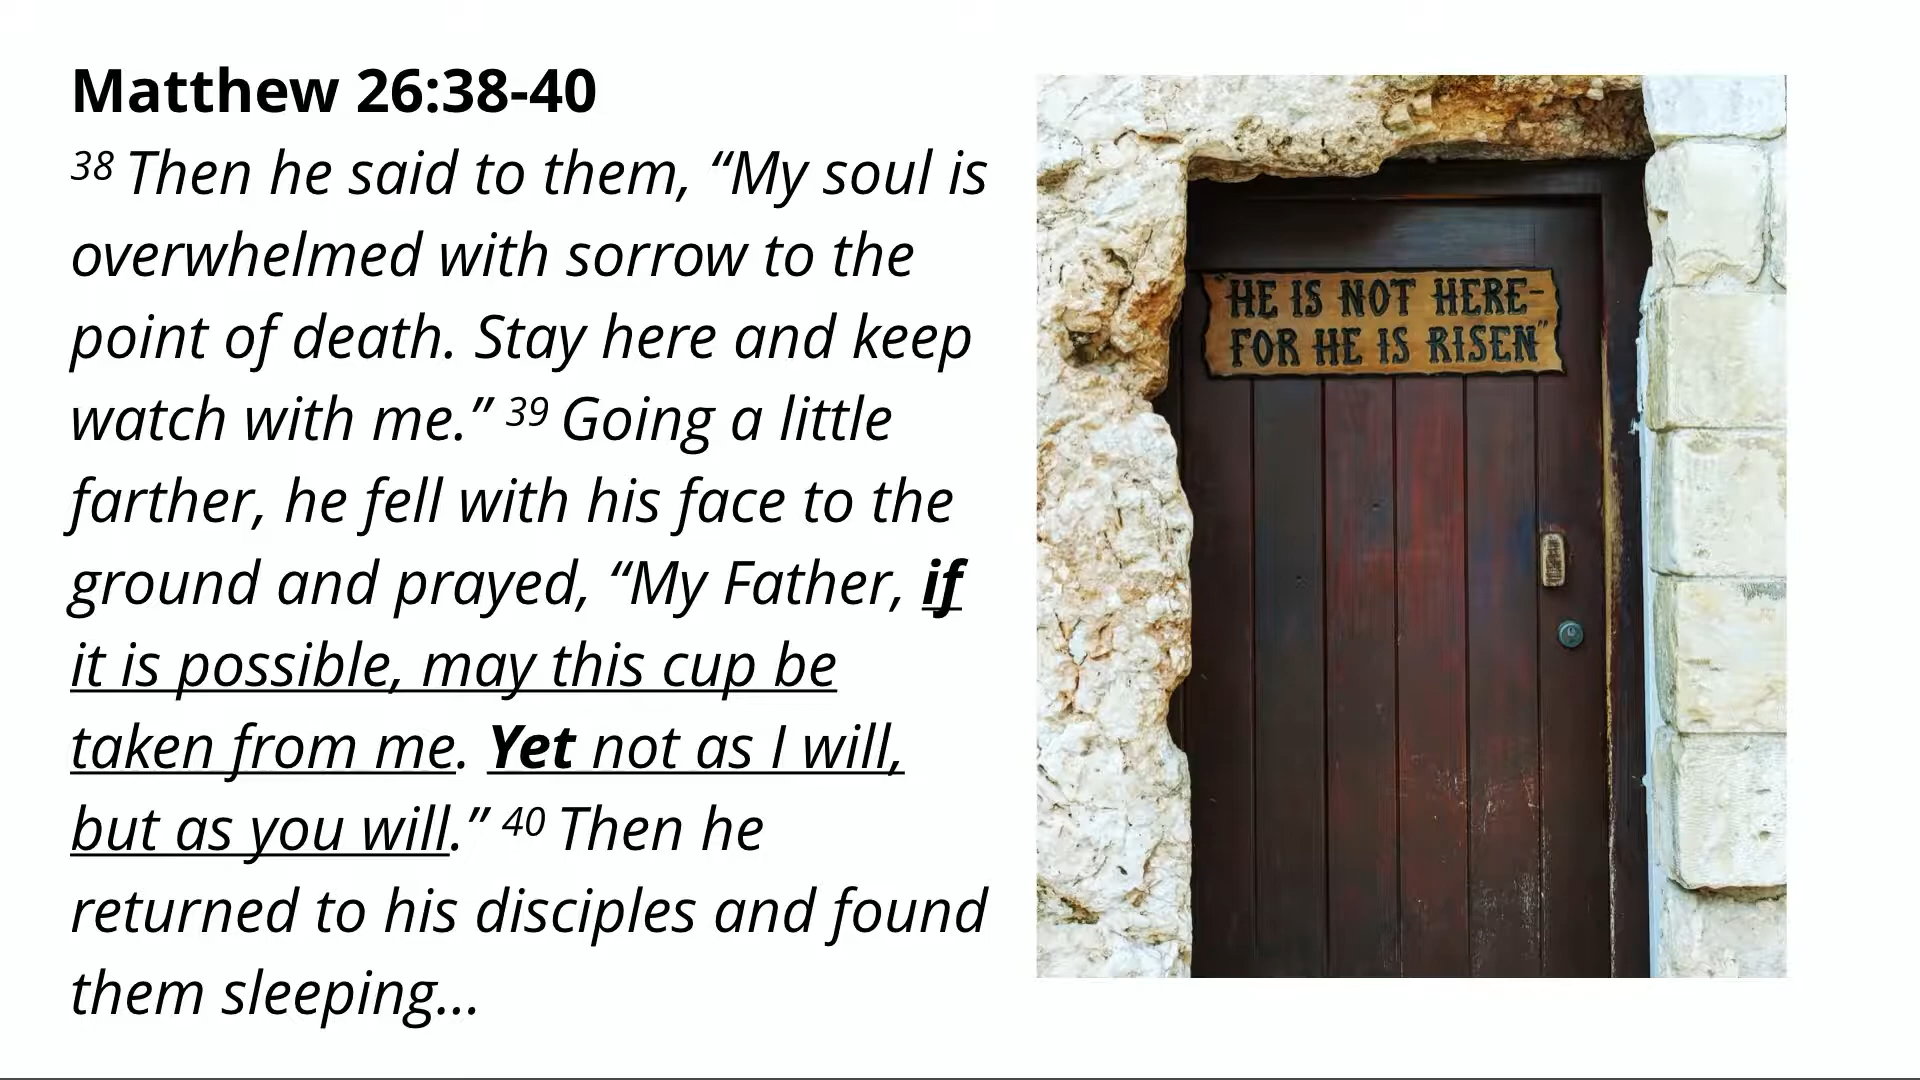 Matthew 26:38-40
38 Then he said to them, “My soul is
overwhelmed with sorrow to the
point of death. Stay here and keep
watch with me.” 39 Going a little
farther, he fell with his face to the
ground and prayed, “My Father, if
it is possible, may this cup be
taken from me. Yet not as I will,
but as you will.” 40 Then he
returned to his disciples and found
them sleeping…
“HE IS NOT HERE–
FOR HE IS RISEN”